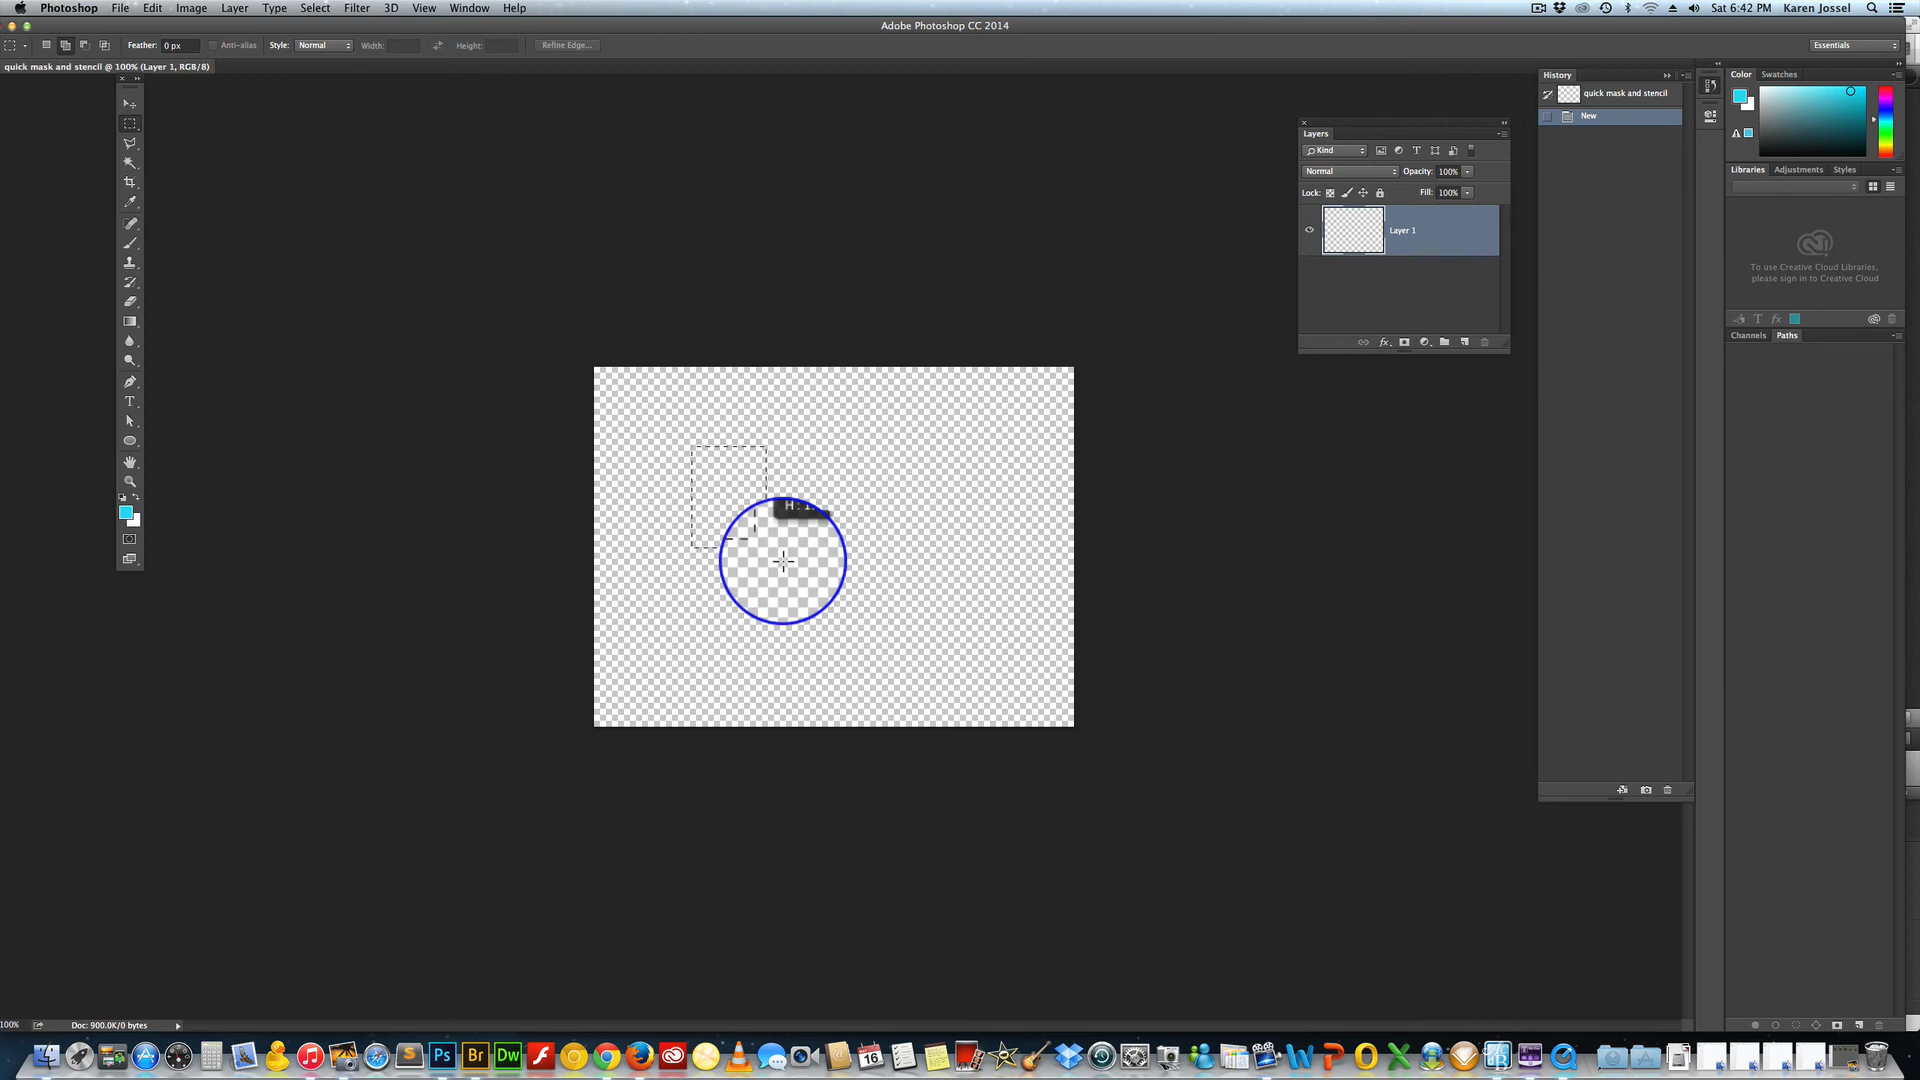 Photoshop File Edit Image Layer Type Select Filter 3D View Window Help Sat 6:42 PM Karen Jossel
Adobe Photoshop CC 2014
Feather: 0 px Anti-alias Style: Normal Width: Height: Refine Edge... Essentials
quick mask and stencil @ 100% (Layer 1, RGB/8)
History
quick mask and stencil
New
Color Swatches
Layers
Kind
Normal Opacity: 100%
Lock: Fill: 100%
Layer 1
fx
Libraries Adjustments Styles
To use Creative Cloud Libraries,
please sign in to Creative Cloud
T fx
Channels Paths
T
H: 1
100% Doc: 900.0K/0 bytes
16
Ps Br Dw
W P O X